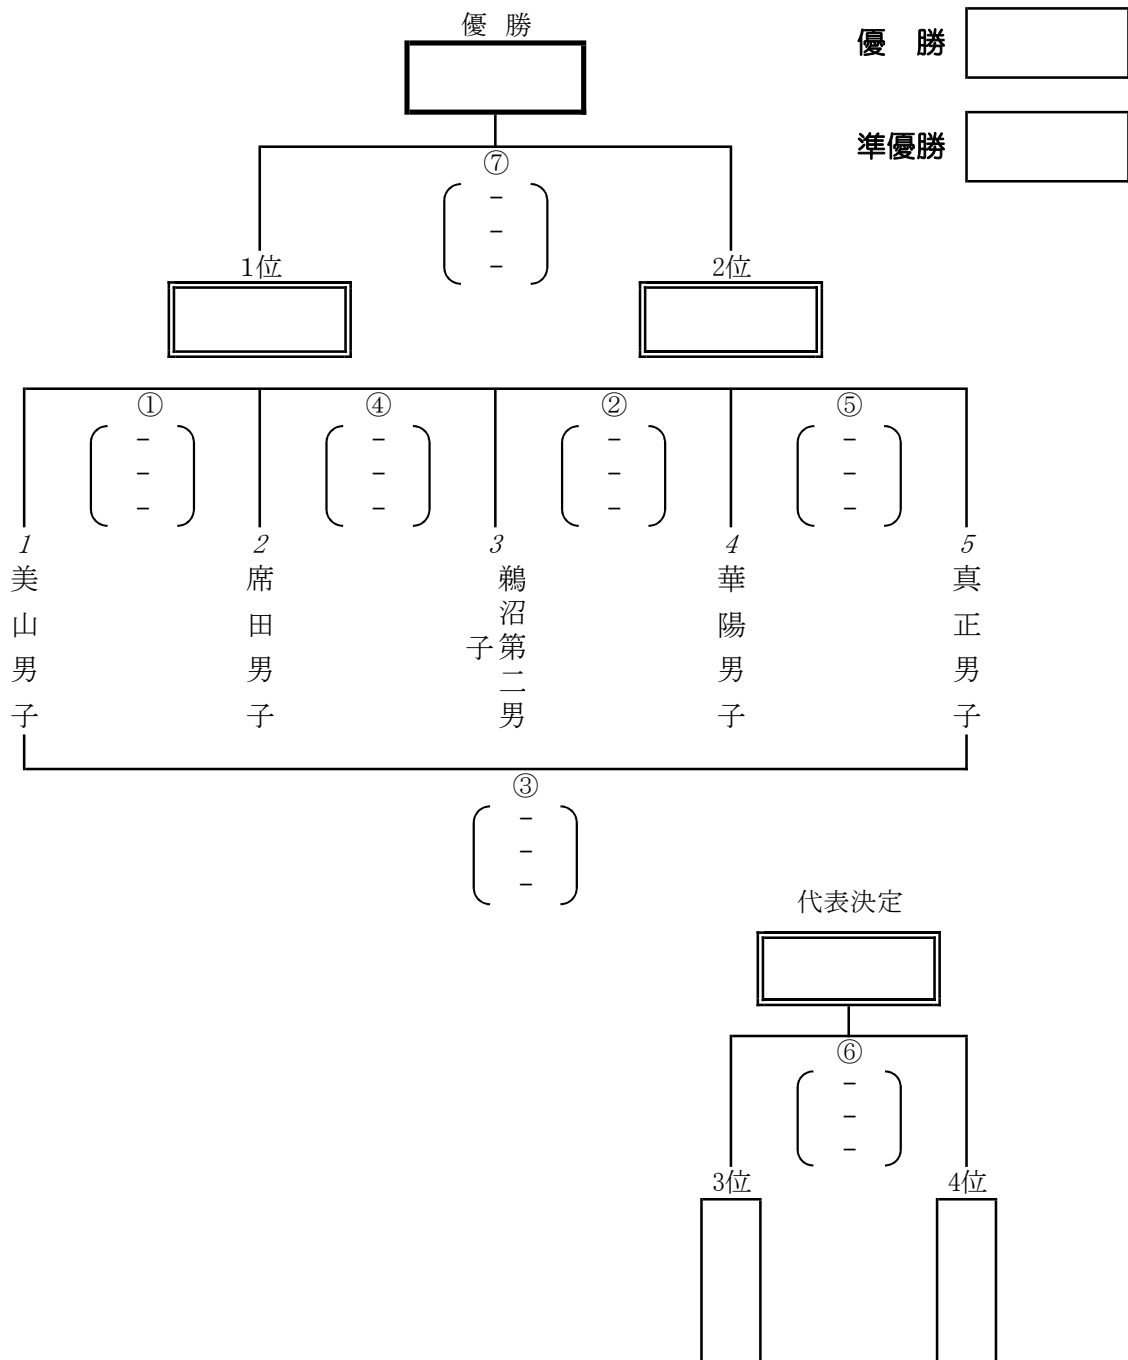 優 勝
優 勝
準優勝
⑦
-
-
-
1位
2位
① ④ ② ⑤
- - - -
- - - -
- - - -
1 2 3 4 5
美山男子
席田男子
鵜沼第二男
子
華陽男子
真正男子
③
-
-
-
代表決定
⑥
-
-
-
3位
4位